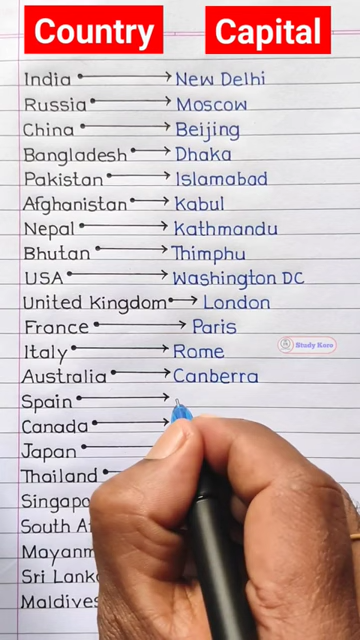 Country Capital
India New Delhi
Russia Moscow
China Beijing
Bangladesh Dhaka
Pakistan Islamabad
Afghanistan Kabul
Nepal Kathmandu
Bhutan Thimphu
USA Washington DC
United Kingdom London
France Paris
Italy Rome
Study Kore
Australia Canberra
Spain
Canada
Japan
Thailand
Singapo
South Af
Mayanm
Sri Lank
Maldives